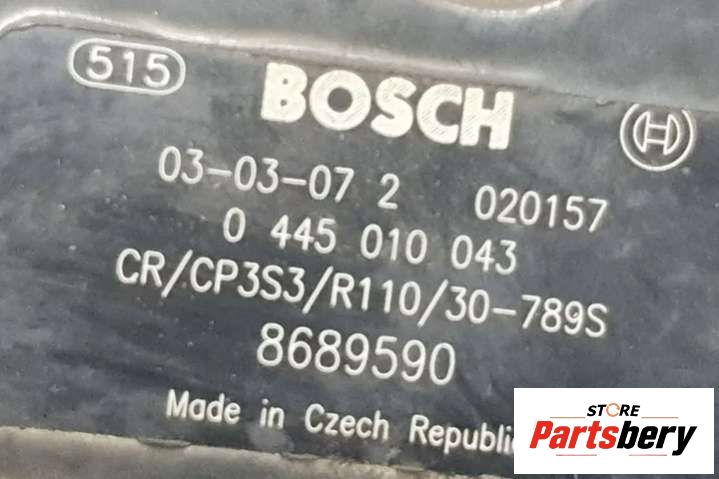 515 BOSCH
03-03-07 2 020157
0 445 010 043
CR/CP3S3/R110/30-789S
8689590
Made in Czech
STORE
Partsbery